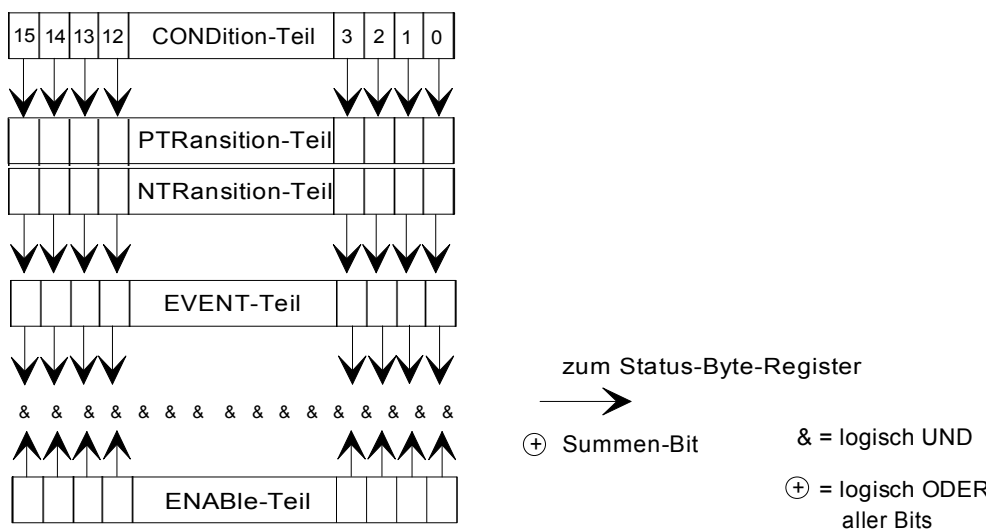 15 14 13 12 CONDition-Teil 3 2 1 0
PTRansition-Teil
NTRansition-Teil
EVENT-Teil
zum Status-Byte-Register
& & & & & & & & & & & & & & & &
⊕ Summen-Bit
& = logisch UND
ENABle-Teil
⊕ = logisch ODER
aller Bits